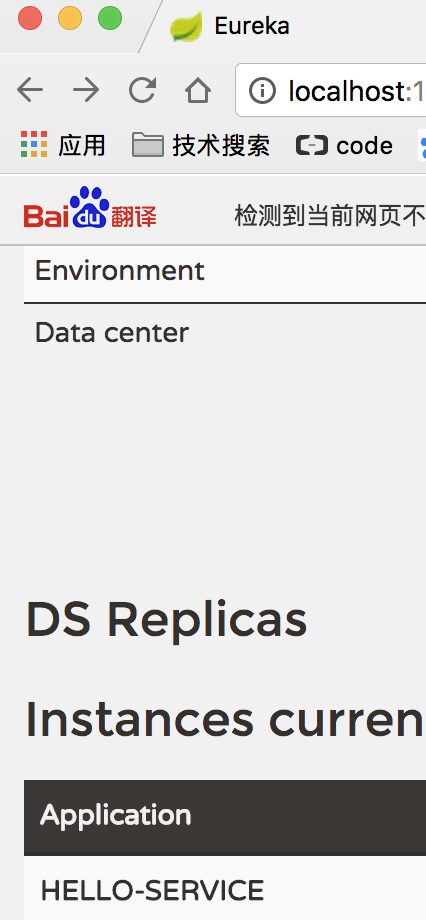 Eureka
localhost:1
应用 技术搜索 code
Baidu翻译 检测到当前网页不
Environment
Data center
DS Replicas
Instances curren
Application
HELLO-SERVICE